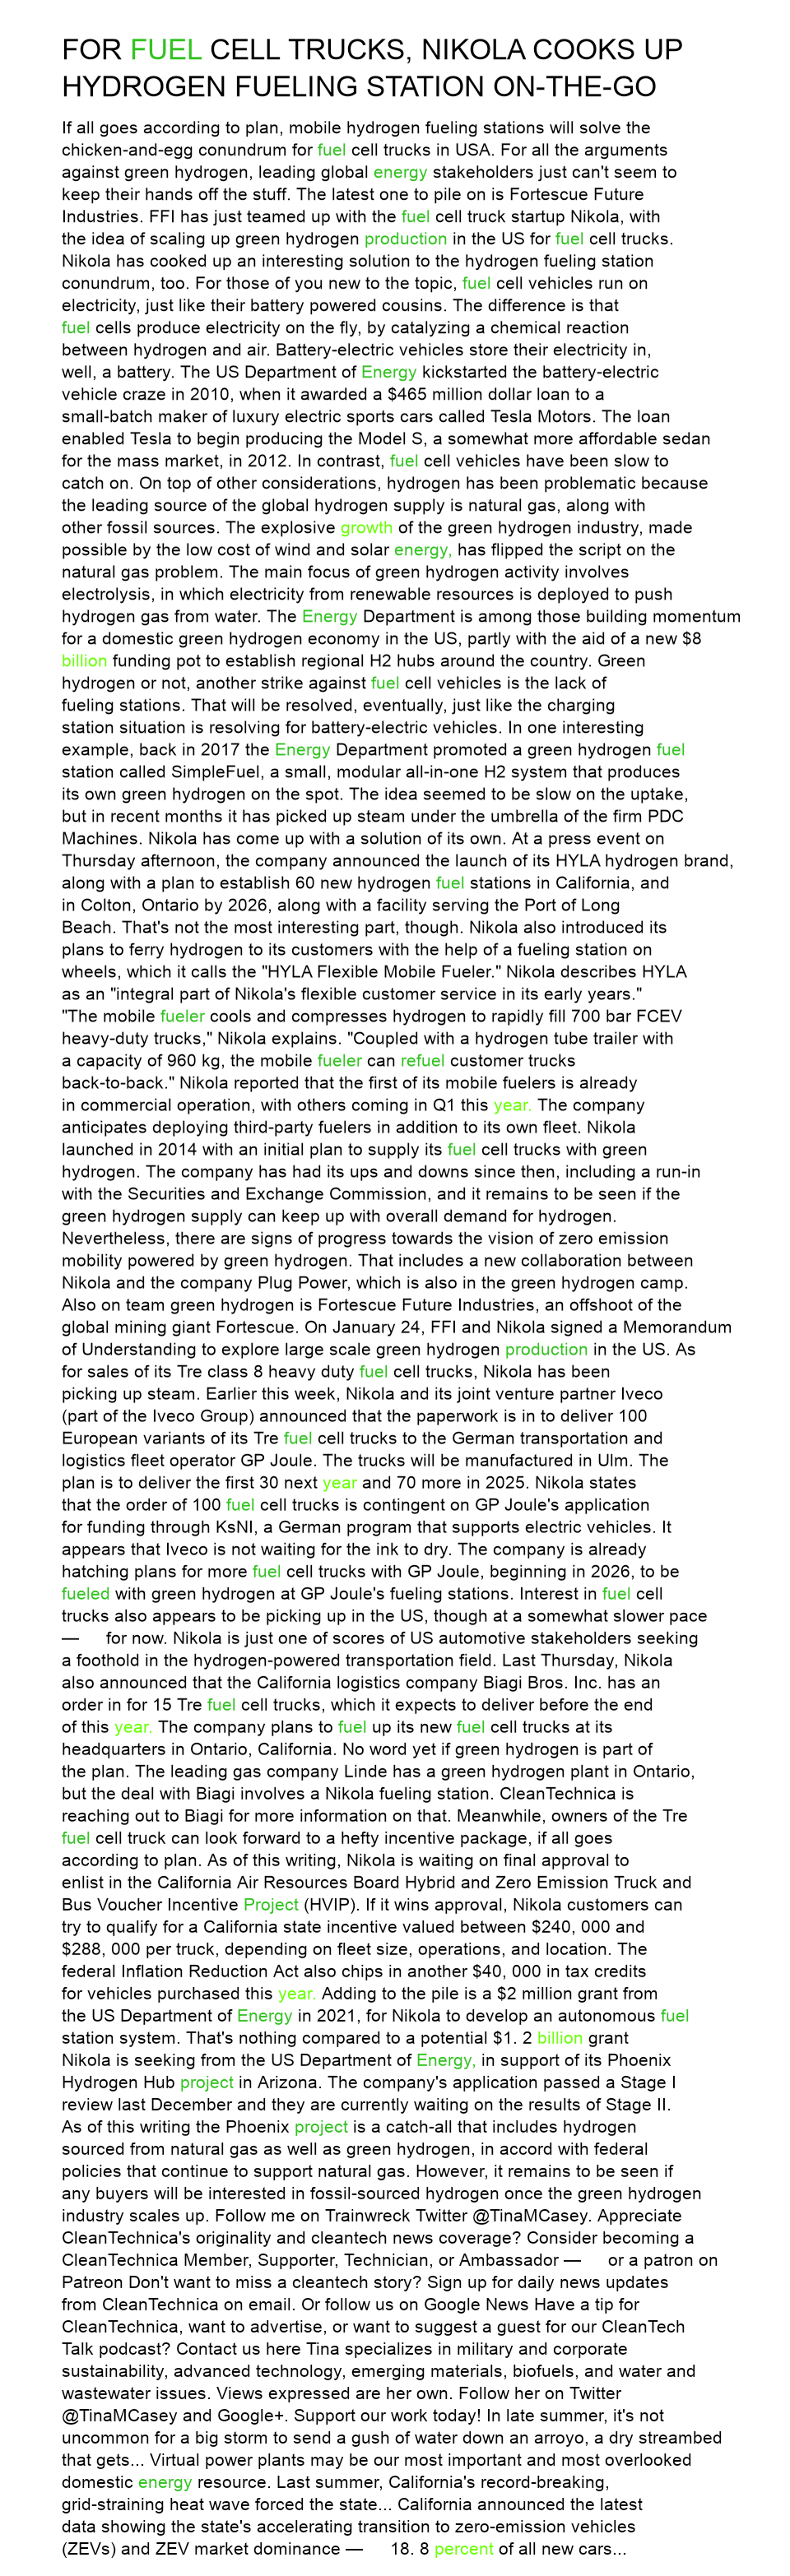 FOR FUEL CELL TRUCKS, NIKOLA COOKS UP
HYDROGEN FUELING STATION ON-THE-GO
If all goes according to plan, mobile hydrogen fueling stations will solve the
chicken-and-egg conundrum for fuel cell trucks in USA. For all the arguments
against green hydrogen, leading global energy stakeholders just can't seem to
keep their hands off the stuff. The latest one to pile on is Fortescue Future
Industries. FFI has just teamed up with the fuel cell truck startup Nikola, with
the idea of scaling up green hydrogen production in the US for fuel cell trucks.
Nikola has cooked up an interesting solution to the hydrogen fueling station
conundrum, too. For those of you new to the topic, fuel cell vehicles run on
electricity, just like their battery powered cousins. The difference is that
fuel cells produce electricity on the fly, by catalyzing a chemical reaction
between hydrogen and air. Battery-electric vehicles store their electricity in,
well, a battery. The US Department of Energy kickstarted the battery-electric
vehicle craze in 2010, when it awarded a $465 million dollar loan to a
small-batch maker of luxury electric sports cars called Tesla Motors. The loan
enabled Tesla to begin producing the Model S, a somewhat more affordable sedan
for the mass market, in 2012. In contrast, fuel cell vehicles have been slow to
catch on. On top of other considerations, hydrogen has been problematic because
the leading source of the global hydrogen supply is natural gas, along with
other fossil sources. The explosive growth of the green hydrogen industry, made
possible by the low cost of wind and solar energy, has flipped the script on the
natural gas problem. The main focus of green hydrogen activity involves
electrolysis, in which electricity from renewable resources is deployed to push
hydrogen gas from water. The Energy Department is among those building momentum
for a domestic green hydrogen economy in the US, partly with the aid of a new $8
billion funding pot to establish regional H2 hubs around the country. Green
hydrogen or not, another strike against fuel cell vehicles is the lack of
fueling stations. That will be resolved, eventually, just like the charging
station situation is resolving for battery-electric vehicles. In one interesting
example, back in 2017 the Energy Department promoted a green hydrogen fuel
station called SimpleFuel, a small, modular all-in-one H2 system that produces
its own green hydrogen on the spot. The idea seemed to be slow on the uptake,
but in recent months it has picked up steam under the umbrella of the firm PDC
Machines. Nikola has come up with a solution of its own. At a press event on
Thursday afternoon, the company announced the launch of its HYLA hydrogen brand,
along with a plan to establish 60 new hydrogen fuel stations in California, and
in Colton, Ontario by 2026, along with a facility serving the Port of Long
Beach. That's not the most interesting part, though. Nikola also introduced its
plans to ferry hydrogen to its customers with the help of a fueling station on
wheels, which it calls the "HYLA Flexible Mobile Fueler." Nikola describes HYLA
as an "integral part of Nikola's flexible customer service in its early years."
"The mobile fueler cools and compresses hydrogen to rapidly fill 700 bar FCEV
heavy-duty trucks," Nikola explains. "Coupled with a hydrogen tube trailer with
a capacity of 960 kg, the mobile fueler can refuel customer trucks
back-to-back." Nikola reported that the first of its mobile fuelers is already
in commercial operation, with others coming in Q1 this year. The company
anticipates deploying third-party fuelers in addition to its own fleet. Nikola
launched in 2014 with an initial plan to supply its fuel cell trucks with green
hydrogen. The company has had its ups and downs since then, including a run-in
with the Securities and Exchange Commission, and it remains to be seen if the
green hydrogen supply can keep up with overall demand for hydrogen.
Nevertheless, there are signs of progress towards the vision of zero emission
mobility powered by green hydrogen. That includes a new collaboration between
Nikola and the company Plug Power, which is also in the green hydrogen camp.
Also on team green hydrogen is Fortescue Future Industries, an offshoot of the
global mining giant Fortescue. On January 24, FFI and Nikola signed a Memorandum
of Understanding to explore large scale green hydrogen production in the US. As
for sales of its Tre class 8 heavy duty fuel cell trucks, Nikola has been
picking up steam. Earlier this week, Nikola and its joint venture partner Iveco
(part of the Iveco Group) announced that the paperwork is in to deliver 100
European variants of its Tre fuel cell trucks to the German transportation and
logistics fleet operator GP Joule. The trucks will be manufactured in Ulm. The
plan is to deliver the first 30 next year and 70 more in 2025. Nikola states
that the order of 100 fuel cell trucks is contingent on GP Joule's application
for funding through KsNI, a German program that supports electric vehicles. It
appears that Iveco is not waiting for the ink to dry. The company is already
hatching plans for more fuel cell trucks with GP Joule, beginning in 2026, to be
fueled with green hydrogen at GP Joule's fueling stations. Interest in fuel cell
trucks also appears to be picking up in the US, though at a somewhat slower pace
— for now. Nikola is just one of scores of US automotive stakeholders seeking
a foothold in the hydrogen-powered transportation field. Last Thursday, Nikola
also announced that the California logistics company Biagi Bros. Inc. has an
order in for 15 Tre fuel cell trucks, which it expects to deliver before the end
of this year. The company plans to fuel up its new fuel cell trucks at its
headquarters in Ontario, California. No word yet if green hydrogen is part of
the plan. The leading gas company Linde has a green hydrogen plant in Ontario,
but the deal with Biagi involves a Nikola fueling station. CleanTechnica is
reaching out to Biagi for more information on that. Meanwhile, owners of the Tre
fuel cell truck can look forward to a hefty incentive package, if all goes
according to plan. As of this writing, Nikola is waiting on final approval to
enlist in the California Air Resources Board Hybrid and Zero Emission Truck and
Bus Voucher Incentive Project (HVIP). If it wins approval, Nikola customers can
try to qualify for a California state incentive valued between $240, 000 and
$288, 000 per truck, depending on fleet size, operations, and location. The
federal Inflation Reduction Act also chips in another $40, 000 in tax credits
for vehicles purchased this year. Adding to the pile is a $2 million grant from
the US Department of Energy in 2021, for Nikola to develop an autonomous fuel
station system. That's nothing compared to a potential $1. 2 billion grant
Nikola is seeking from the US Department of Energy, in support of its Phoenix
Hydrogen Hub project in Arizona. The company's application passed a Stage I
review last December and they are currently waiting on the results of Stage II.
As of this writing the Phoenix project is a catch-all that includes hydrogen
sourced from natural gas as well as green hydrogen, in accord with federal
policies that continue to support natural gas. However, it remains to be seen if
any buyers will be interested in fossil-sourced hydrogen once the green hydrogen
industry scales up. Follow me on Trainwreck Twitter @TinaMCasey. Appreciate
CleanTechnica's originality and cleantech news coverage? Consider becoming a
CleanTechnica Member, Supporter, Technician, or Ambassador — or a patron on
Patreon Don't want to miss a cleantech story? Sign up for daily news updates
from CleanTechnica on email. Or follow us on Google News Have a tip for
CleanTechnica, want to advertise, or want to suggest a guest for our CleanTech
Talk podcast? Contact us here Tina specializes in military and corporate
sustainability, advanced technology, emerging materials, biofuels, and water and
wastewater issues. Views expressed are her own. Follow her on Twitter
@TinaMCasey and Google+. Support our work today! In late summer, it's not
uncommon for a big storm to send a gush of water down an arroyo, a dry streambed
that gets... Virtual power plants may be our most important and most overlooked
domestic energy resource. Last summer, California's record-breaking,
grid-straining heat wave forced the state... California announced the latest
data showing the state's accelerating transition to zero-emission vehicles
(ZEVs) and ZEV market dominance — 18. 8 percent of all new cars...